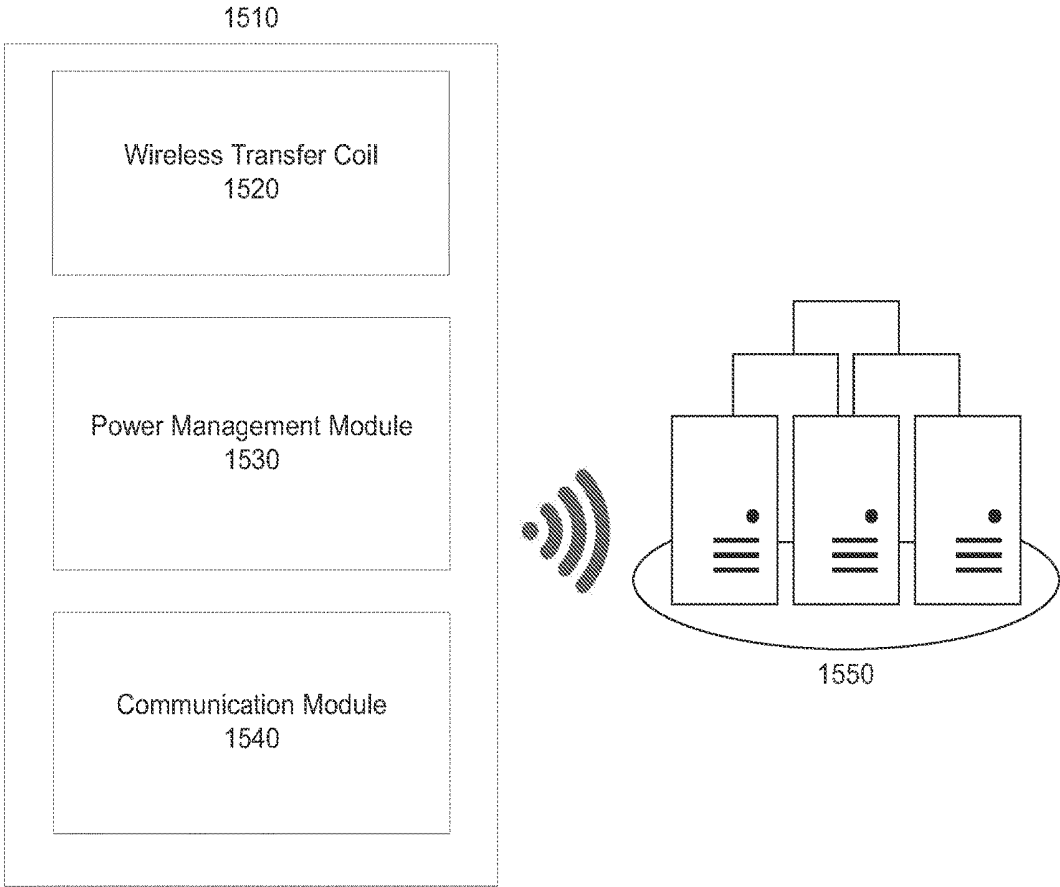 1510
Wireless Transfer Coil
1520
Power Management Module
1530
Communication Module
1540
1550